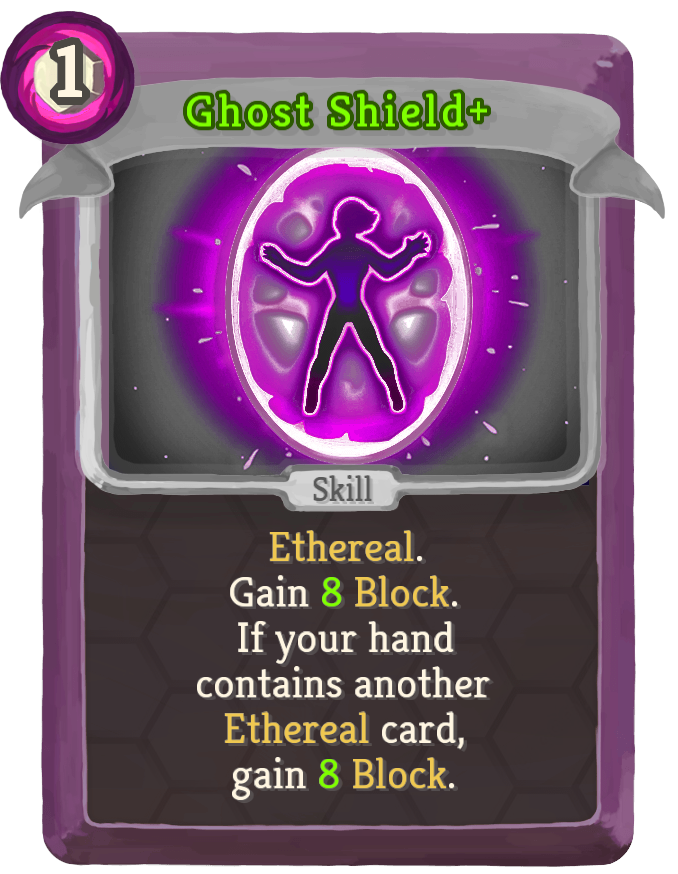 1
Ghost Shield+
Skill
Ethereal.
Gain 8 Block.
If your hand
contains another
Ethereal card,
gain 8 Block.